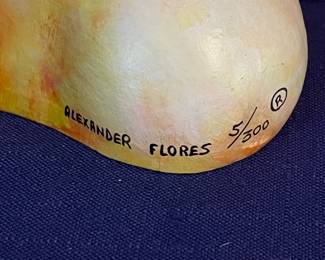 ALEXANDER FLORES 5/300 ®